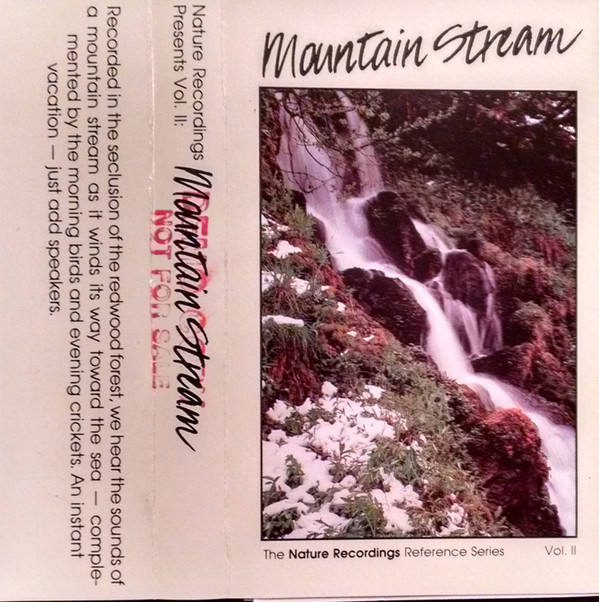 Mountain Stream
The Nature Recordings Reference Series Vol. II
Nature Recordings
Presents Vol. II:
Mountain Stream
NOT FOR SALE
Recorded in the seclusion of the redwood forest, we hear the sounds of
a mountain stream as it winds its way toward the sea — comple-
mented by the morning birds and evening crickets. An instant
vacation — just add speakers.